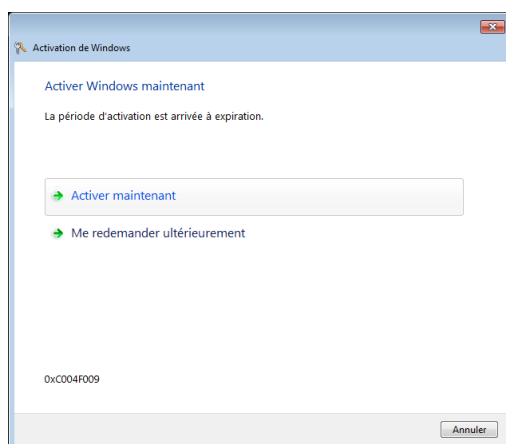 Activation de Windows
Activer Windows maintenant
La période d'activation est arrivée à expiration.
Activer maintenant
Me redemander ultérieurement
0xC004F009
Annuler